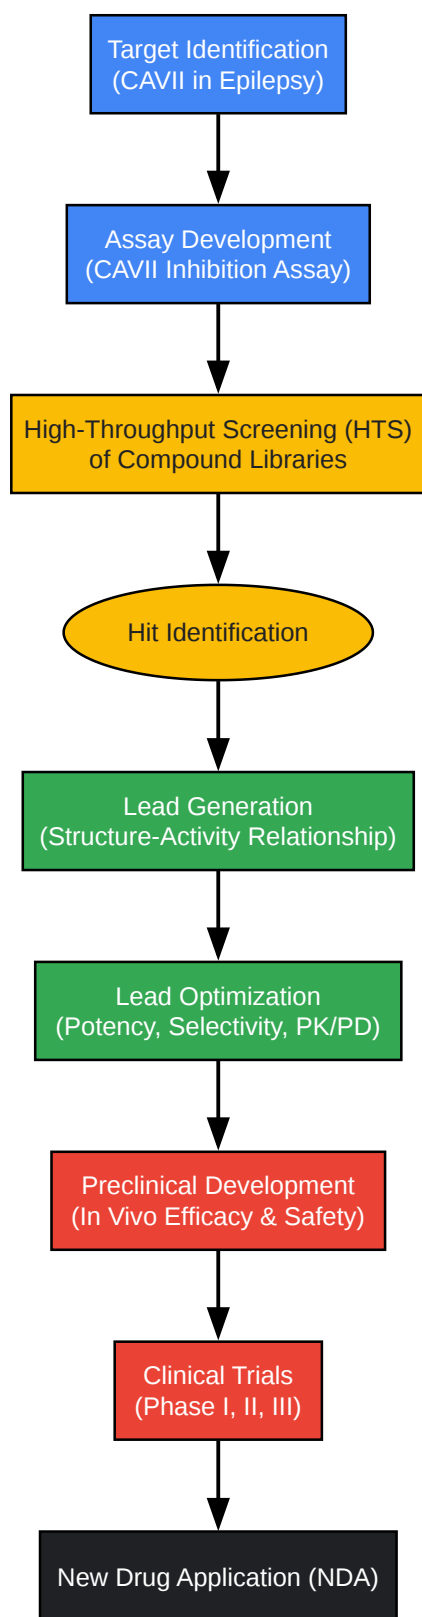 Target Identification
(CAVII in Epilepsy)
Assay Development
(CAVII Inhibition Assay)
High-Throughput Screening (HTS)
of Compound Libraries
Hit Identification
Lead Generation
(Structure-Activity Relationship)
Lead Optimization
(Potency, Selectivity, PK/PD)
Preclinical Development
(In Vivo Efficacy & Safety)
Clinical Trials
(Phase I, II, III)
New Drug Application (NDA)